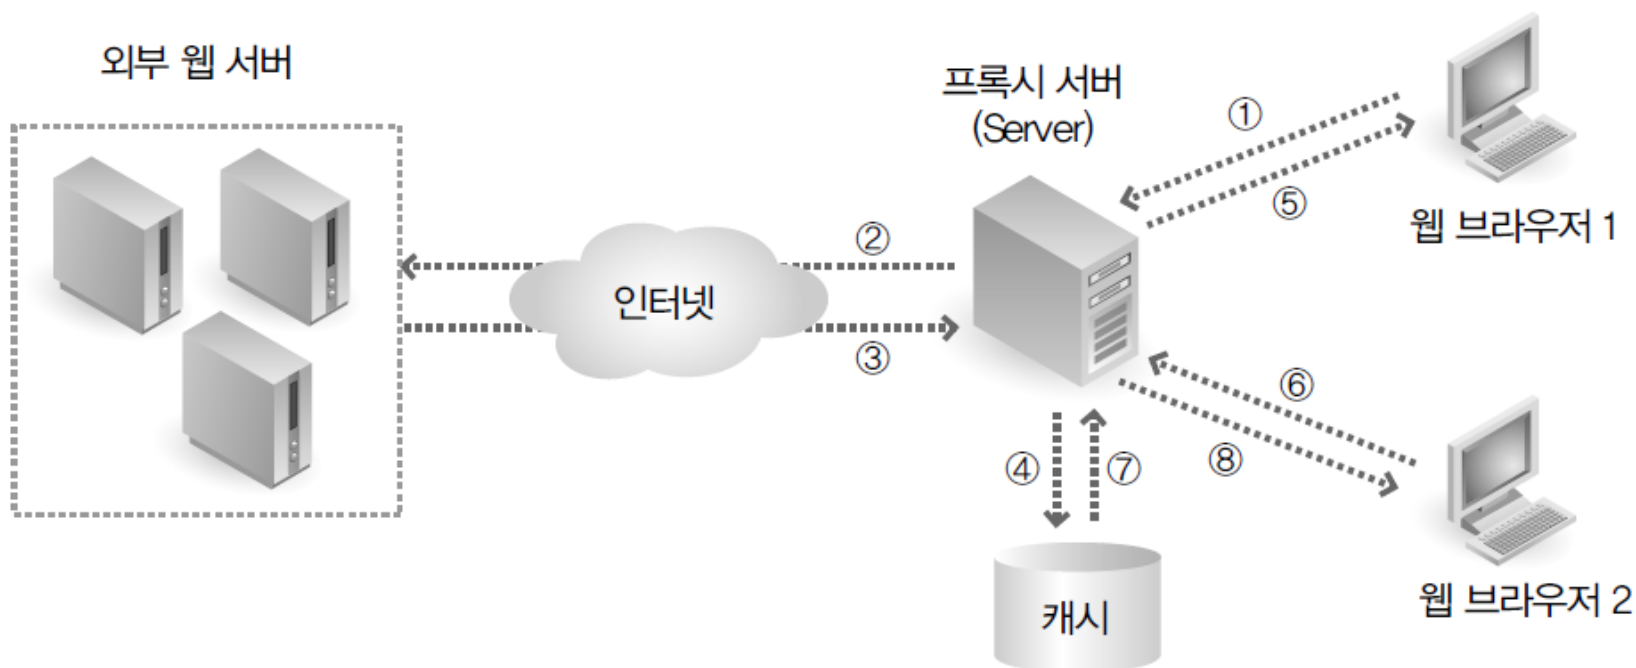 외부 웹 서버
프록시 서버
(Server)
①
⑤
웹 브라우저 1
②
인터넷
③
⑥
⑧
④
⑦
캐시
웹 브라우저 2